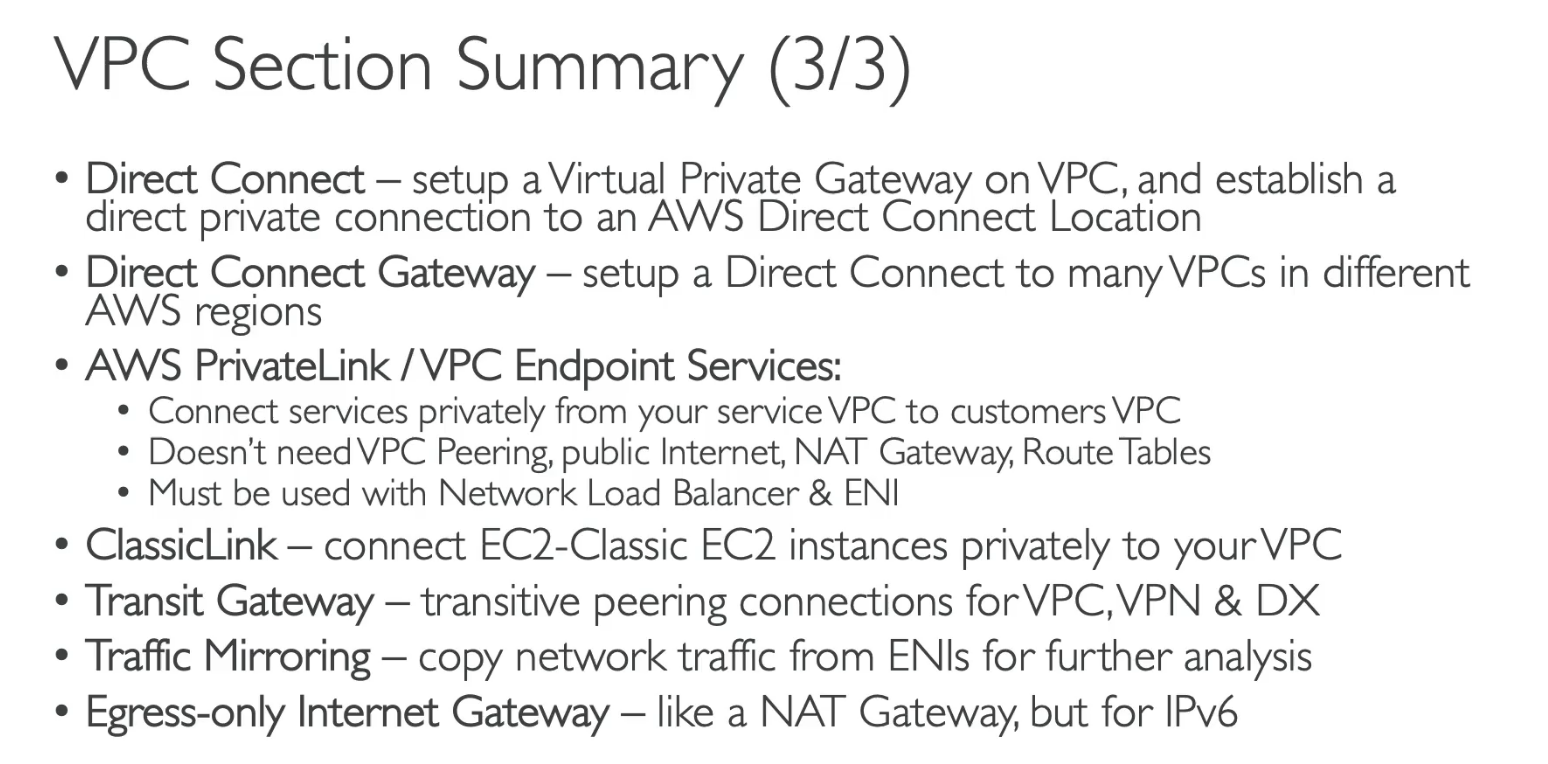 VPC Section Summary (3/3)
• Direct Connect – setup a Virtual Private Gateway on VPC, and establish a
direct private connection to an AWS Direct Connect Location
• Direct Connect Gateway – setup a Direct Connect to many VPCs in different
AWS regions
• AWS PrivateLink / VPC Endpoint Services:
• Connect services privately from your service VPC to customers VPC
• Doesn’t need VPC Peering, public Internet, NAT Gateway, Route Tables
• Must be used with Network Load Balancer & ENI
• ClassicLink – connect EC2-Classic EC2 instances privately to your VPC
• Transit Gateway – transitive peering connections for VPC, VPN & DX
• Traffic Mirroring – copy network traffic from ENIs for further analysis
• Egress-only Internet Gateway – like a NAT Gateway, but for IPv6